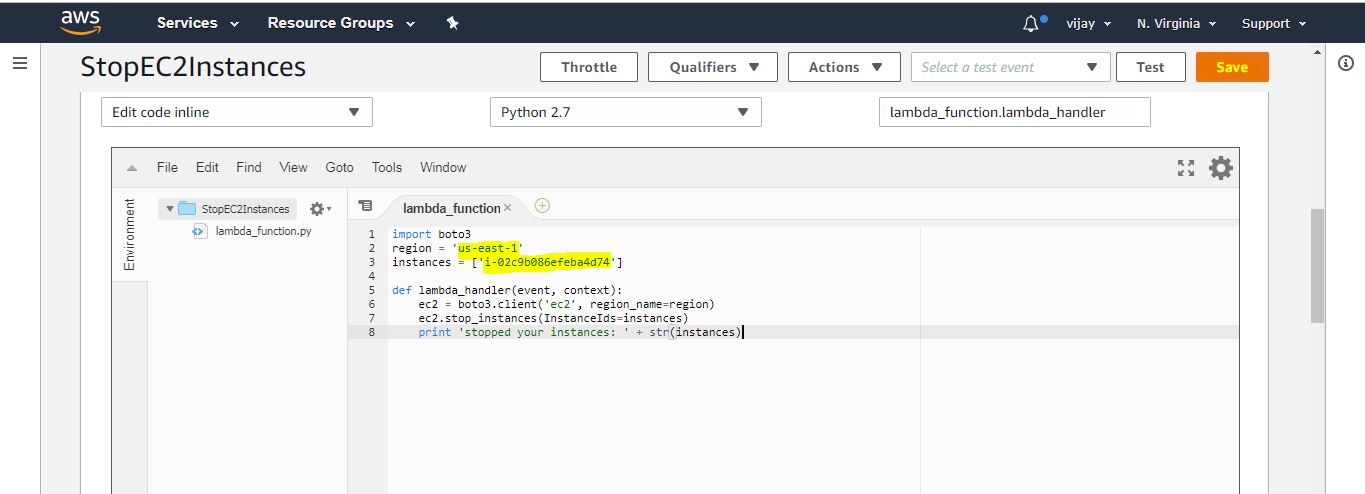 aws Services Resource Groups vijay N. Virginia Support
StopEC2Instances Throttle Qualifiers Actions Select a test event Test Save
Edit code inline Python 2.7 lambda_function.lambda_handler
File Edit Find View Goto Tools Window
Environment
StopEC2Instances
lambda_function.py
lambda_function
1 import boto3
2 region = 'us-east-1'
3 instances = ['i-02c9b086efeba4d74']
4
5 def lambda_handler(event, context):
6 ec2 = boto3.client('ec2', region_name=region)
7 ec2.stop_instances(InstanceIds=instances)
8 print 'stopped your instances: ' + str(instances)